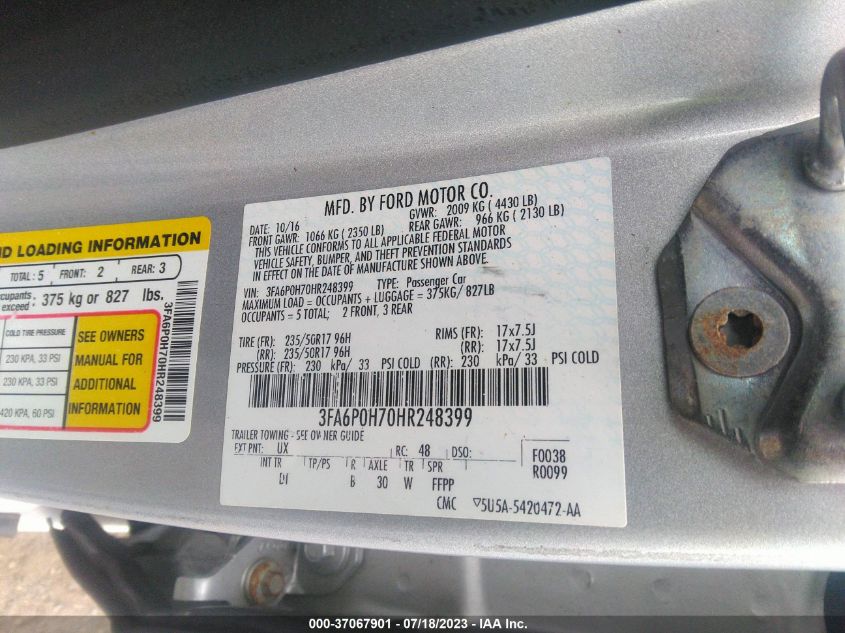 MFD. BY FORD MOTOR CO.
DATE: 10/16 GVWR: 2009 KG ( 4430 LB)
FRONT GAWR: 1066 KG ( 2350 LB) REAR GAWR: 966 KG ( 2130 LB)
THIS VEHICLE CONFORMS TO ALL APPLICABLE FEDERAL MOTOR
VEHICLE SAFETY, BUMPER, AND THEFT PREVENTION STANDARDS
IN EFFECT ON THE DATE OF MANUFACTURE SHOWN ABOVE.
VIN: 3FA6P0H70HR248399 TYPE: Passenger Car
MAXIMUM LOAD = OCCUPANTS + LUGGAGE = 375KG/ 827LB
OCCUPANTS = 5 TOTAL; 2 FRONT, 3 REAR
TIRE (FR): 235/50R17 96H RIMS (FR): 17x7.5J
(RR): 235/50R17 96H (RR): 17x7.5J
PRESSURE (FR): 230 kPa/ 33 PSI COLD (RR): 230 kPa/ 33 PSI COLD
3FA6P0H70HR248399
TRAILER TOWING - SEE OWNER GUIDE
EXT PNT: UX RC: 48 DSO: F0038
R0099
INT TR TP/PS R AXLE TR SPR
B 30 W FFPP
CMC ▽5U5A-5420472-AA
ND LOADING INFORMATION
TOTAL: 5 FRONT: 2 REAR: 3
occupants exceed 375 kg or 827 lbs.
COLD TIRE PRESSURE
230 KPA, 33 PSI
230 KPA, 33 PSI
420 KPA, 60 PSI
SEE OWNERS
MANUAL FOR
ADDITIONAL
INFORMATION
3FA6P0H70HR248399
000-37067901 - 07/18/2023 - IAA Inc.